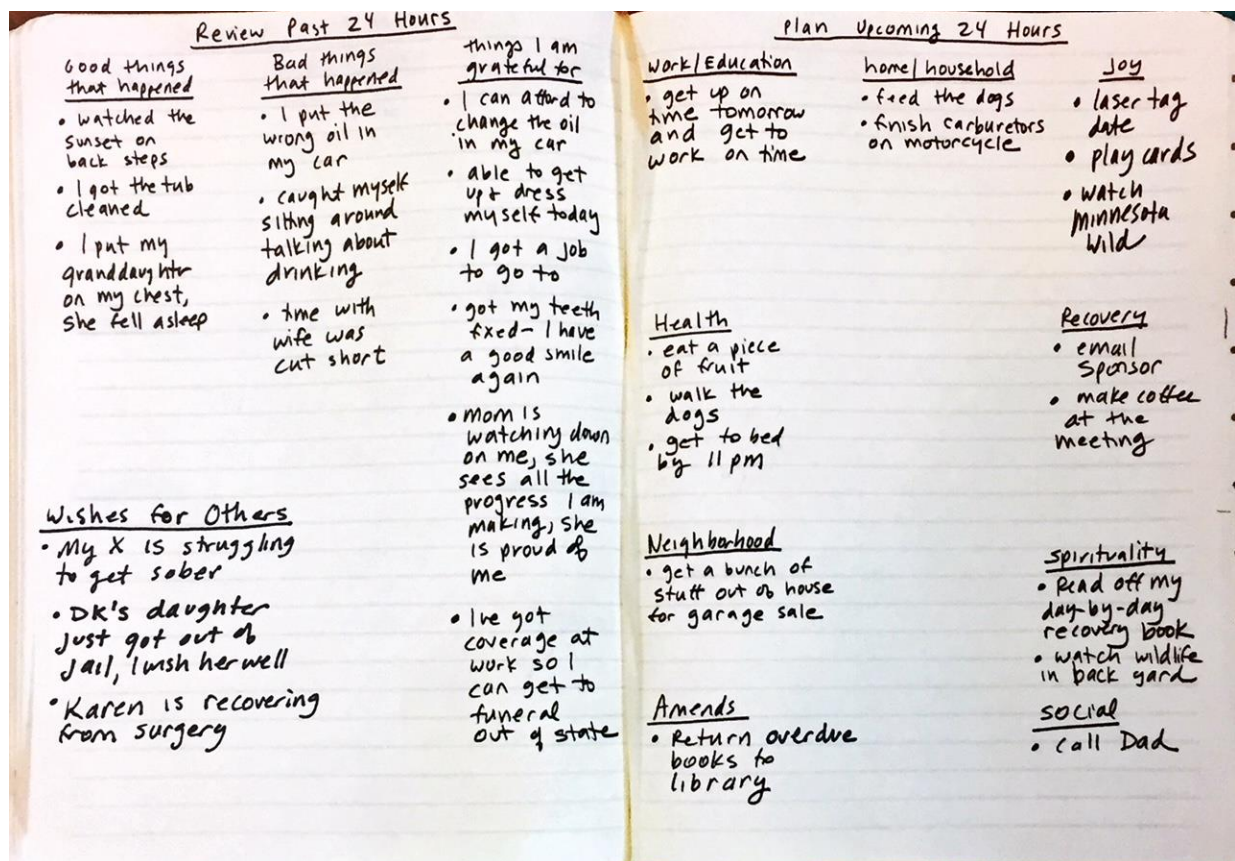 Review Past 24 Hours
Good things
that happened
• watched the
sunset on
back steps
• I got the tub
cleaned
• I put my
granddaughter
on my chest,
She fell asleep
Bad things
that happened
• I put the
wrong oil in
my car
• caught myself
sitting around
talking about
drinking
• time with
wife was
cut short
things I am
grateful for
• I can afford to
change the oil
in my car
• able to get
up & dress
myself today
• I got a job
to go to
• got my teeth
fixed - I have
a good smile
again
• mom is
watching down
on me, she
sees all the
progress I am
making, she
is proud of
me
• Ive got
coverage at
work so I
can get to
funeral
out of state
Wishes for Others
• My X is struggling
to get sober
• DK's daughter
just got out of
jail, I wish her well
• Karen is recovering
from surgery
Plan Upcoming 24 Hours
Work/Education
• get up on
time tomorrow
and get to
work on time
home/household
• feed the dogs
• finish carburetors
on motorcycle
Joy
• laser tag
date
• play cards
• watch
Minnesota
Wild
Health
• eat a piece
of fruit
• walk the
dogs
• get to bed
by 11 pm
Recovery
• email
sponsor
• make coffee
at the
meeting
Neighborhood
• get a bunch of
stuff out of house
for garage sale
Spirituality
• Read off my
day-by-day
recovery book
• watch wildlife
in back yard
Amends
• Return overdue
books to
library
Social
• call Dad